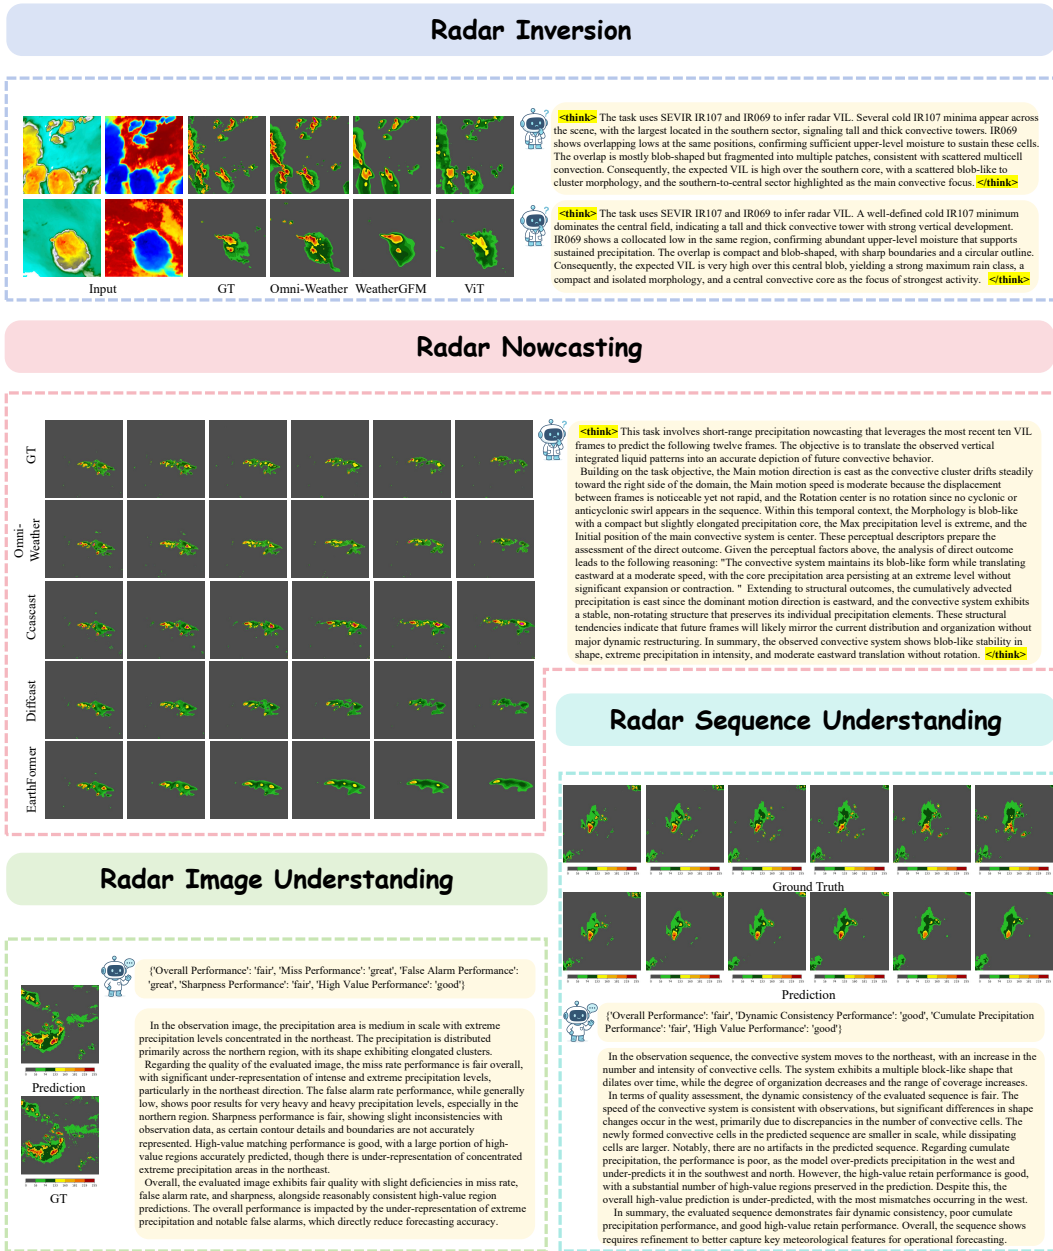 Radar Inversion
<think> The task uses SEVIR IR107 and IR069 to infer radar VIL. Several cold IR107 minima appear across
the scene, with the largest located in the southern sector, signaling tall and thick convective towers. IR069
shows overlapping lows at the same positions, confirming sufficient upper-level moisture to sustain these cells.
The overlap is mostly blob-shaped but fragmented into multiple patches, consistent with scattered multicell
convection. Consequently, the expected VIL is high over the southern core, with a scattered blob-like to
cluster morphology, and the southern-to-central sector highlighted as the main convective focus. </think>
<think> The task uses SEVIR IR107 and IR069 to infer radar VIL. A well-defined cold IR107 minimum
dominates the central field, indicating a tall and thick convective tower with strong vertical development.
IR069 shows a collocated low in the same region, confirming abundant upper-level moisture that supports
sustained precipitation. The overlap is compact and blob-shaped, with sharp boundaries and a circular outline.
Consequently, the expected VIL is very high over this central blob, yielding a strong maximum rain class, a
compact and isolated morphology, and a central convective core as the focus of strongest activity. </think>
Input
GT
Omni-Weather
WeatherGFM
ViT
Radar Nowcasting
GT
Omni-
Weather
Ccascast
Diffcast
EarthFormer
<think> This task involves short-range precipitation nowcasting that leverages the most recent ten VIL
frames to predict the following twelve frames. The objective is to translate the observed vertical
integrated liquid patterns into an accurate depiction of future convective behavior.
Building on the task objective, the Main motion direction is east as the convective cluster drifts steadily
toward the right side of the domain, the Main motion speed is moderate because the displacement
between frames is noticeable yet not rapid, and the Rotation center is no rotation since no cyclonic or
anticyclonic swirl appears in the sequence. Within this temporal context, the Morphology is blob-like
with a compact but slightly elongated precipitation core, the Max precipitation level is extreme, and the
Initial position of the main convective system is center. These perceptual descriptors prepare the
assessment of the direct outcome. Given the perceptual factors above, the analysis of direct outcome
leads to the following reasoning: "The convective system maintains its blob-like form while translating
eastward at a moderate speed, with the core precipitation area persisting at an extreme level without
significant expansion or contraction. " Extending to structural outcomes, the cumulatively advected
precipitation is east since the dominant motion direction is eastward, and the convective system exhibits
a stable, non-rotating structure that preserves its individual precipitation elements. These structural
tendencies indicate that future frames will likely mirror the current distribution and organization without
major dynamic restructuring. In summary, the observed convective system shows blob-like stability in
shape, extreme precipitation in intensity, and moderate eastward translation without rotation. </think>
Radar Sequence Understanding
Ground Truth
Prediction
{'Overall Performance': 'fair', 'Dynamic Consistency Performance': 'good', 'Cumulate Precipitation
Performance': 'fair', 'High Value Performance': 'good'}
In the observation sequence, the convective system moves to the northeast, with an increase in the
number and intensity of convective cells. The system exhibits a multiple block-like shape that
dilates over time, while the degree of organization decreases and the range of coverage increases.
In terms of quality assessment, the dynamic consistency of the evaluated sequence is fair. The
speed of the convective system is consistent with observations, but significant differences in shape
changes occur in the west, primarily due to discrepancies in the number of convective cells. The
newly formed convective cells in the predicted sequence are smaller in scale, while dissipating
cells are larger. Notably, there are no artifacts in the predicted sequence. Regarding cumulate
precipitation, the performance is poor, as the model over-predicts precipitation in the west and
under-predicts it in the southwest and north. However, the high-value retain performance is good,
with a substantial number of high-value regions preserved in the prediction. Despite this, the
overall high-value prediction is under-predicted, with the most mismatches occurring in the west.
In summary, the evaluated sequence demonstrates fair dynamic consistency, poor cumulate
precipitation performance, and good high-value retain performance. Overall, the sequence shows
requires refinement to better capture key meteorological features for operational forecasting.
Radar Image Understanding
Prediction
GT
{'Overall Performance': 'fair', 'Miss Performance': 'great', 'False Alarm Performance':
'great', 'Sharpness Performance': 'fair', 'High Value Performance': 'good'}
In the observation image, the precipitation area is medium in scale with extreme
precipitation levels concentrated in the northeast. The precipitation is distributed
primarily across the northern region, with its shape exhibiting elongated clusters.
Regarding the quality of the evaluated image, the miss rate performance is fair overall,
with significant under-representation of intense and extreme precipitation levels,
particularly in the northeast direction. The false alarm rate performance, while generally
low, shows poor results for very heavy and heavy precipitation levels, especially in the
northern region. Sharpness performance is fair, showing slight inconsistencies with
observation data, as certain contour details and boundaries are not accurately
represented. High-value matching performance is good, with a large portion of high-
value regions accurately predicted, though there is under-representation of concentrated
extreme precipitation areas in the northeast.
Overall, the evaluated image exhibits fair quality with slight deficiencies in miss rate,
false alarm rate, and sharpness, alongside reasonably consistent high-value region
predictions. The overall performance is impacted by the under-representation of extreme
precipitation and notable false alarms, which directly reduce forecasting accuracy.